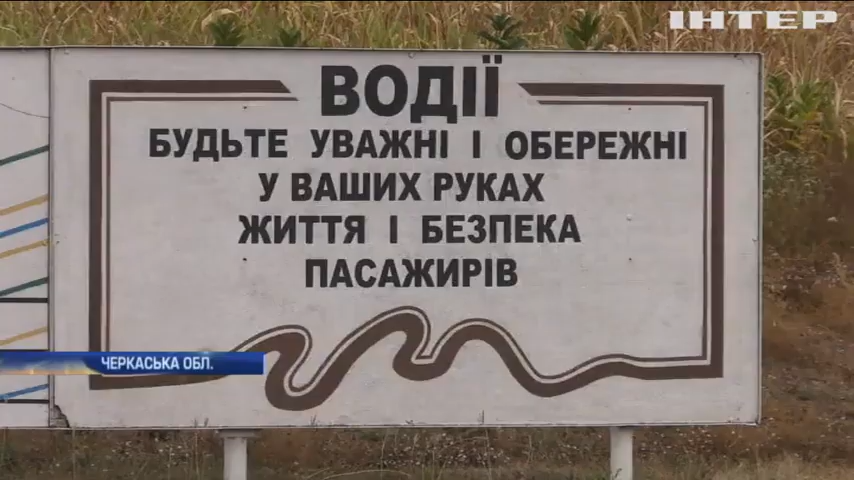 ІНТЕР
ВОДІЇ
БУДЬТЕ УВАЖНІ І ОБЕРЕЖНІ
У ВАШИХ РУКАХ
ЖИТТЯ І БЕЗПЕКА
ПАСАЖИРІВ
ЧЕРКАСЬКА ОБЛ.